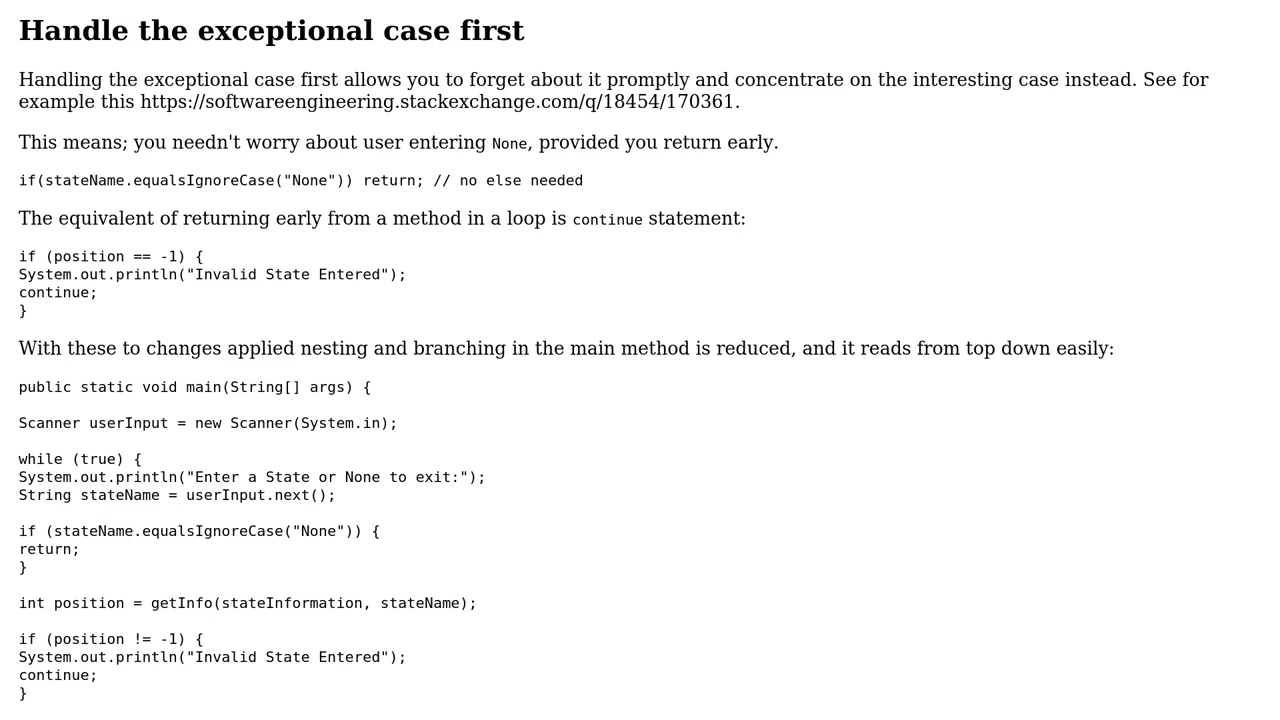 Handle the exceptional case first
Handling the exceptional case first allows you to forget about it promptly and concentrate on the interesting case instead. See for
example this https://softwareengineering.stackexchange.com/q/18454/170361.
This means; you needn't worry about user entering None, provided you return early.
if(stateName.equalsIgnoreCase("None")) return; // no else needed
The equivalent of returning early from a method in a loop is continue statement:
if (position == -1) {
System.out.println("Invalid State Entered");
continue;
}
With these to changes applied nesting and branching in the main method is reduced, and it reads from top down easily:
public static void main(String[] args) {
Scanner userInput = new Scanner(System.in);
while (true) {
System.out.println("Enter a State or None to exit:");
String stateName = userInput.next();
if (stateName.equalsIgnoreCase("None")) {
return;
}
int position = getInfo(stateInformation, stateName);
if (position != -1) {
System.out.println("Invalid State Entered");
continue;
}